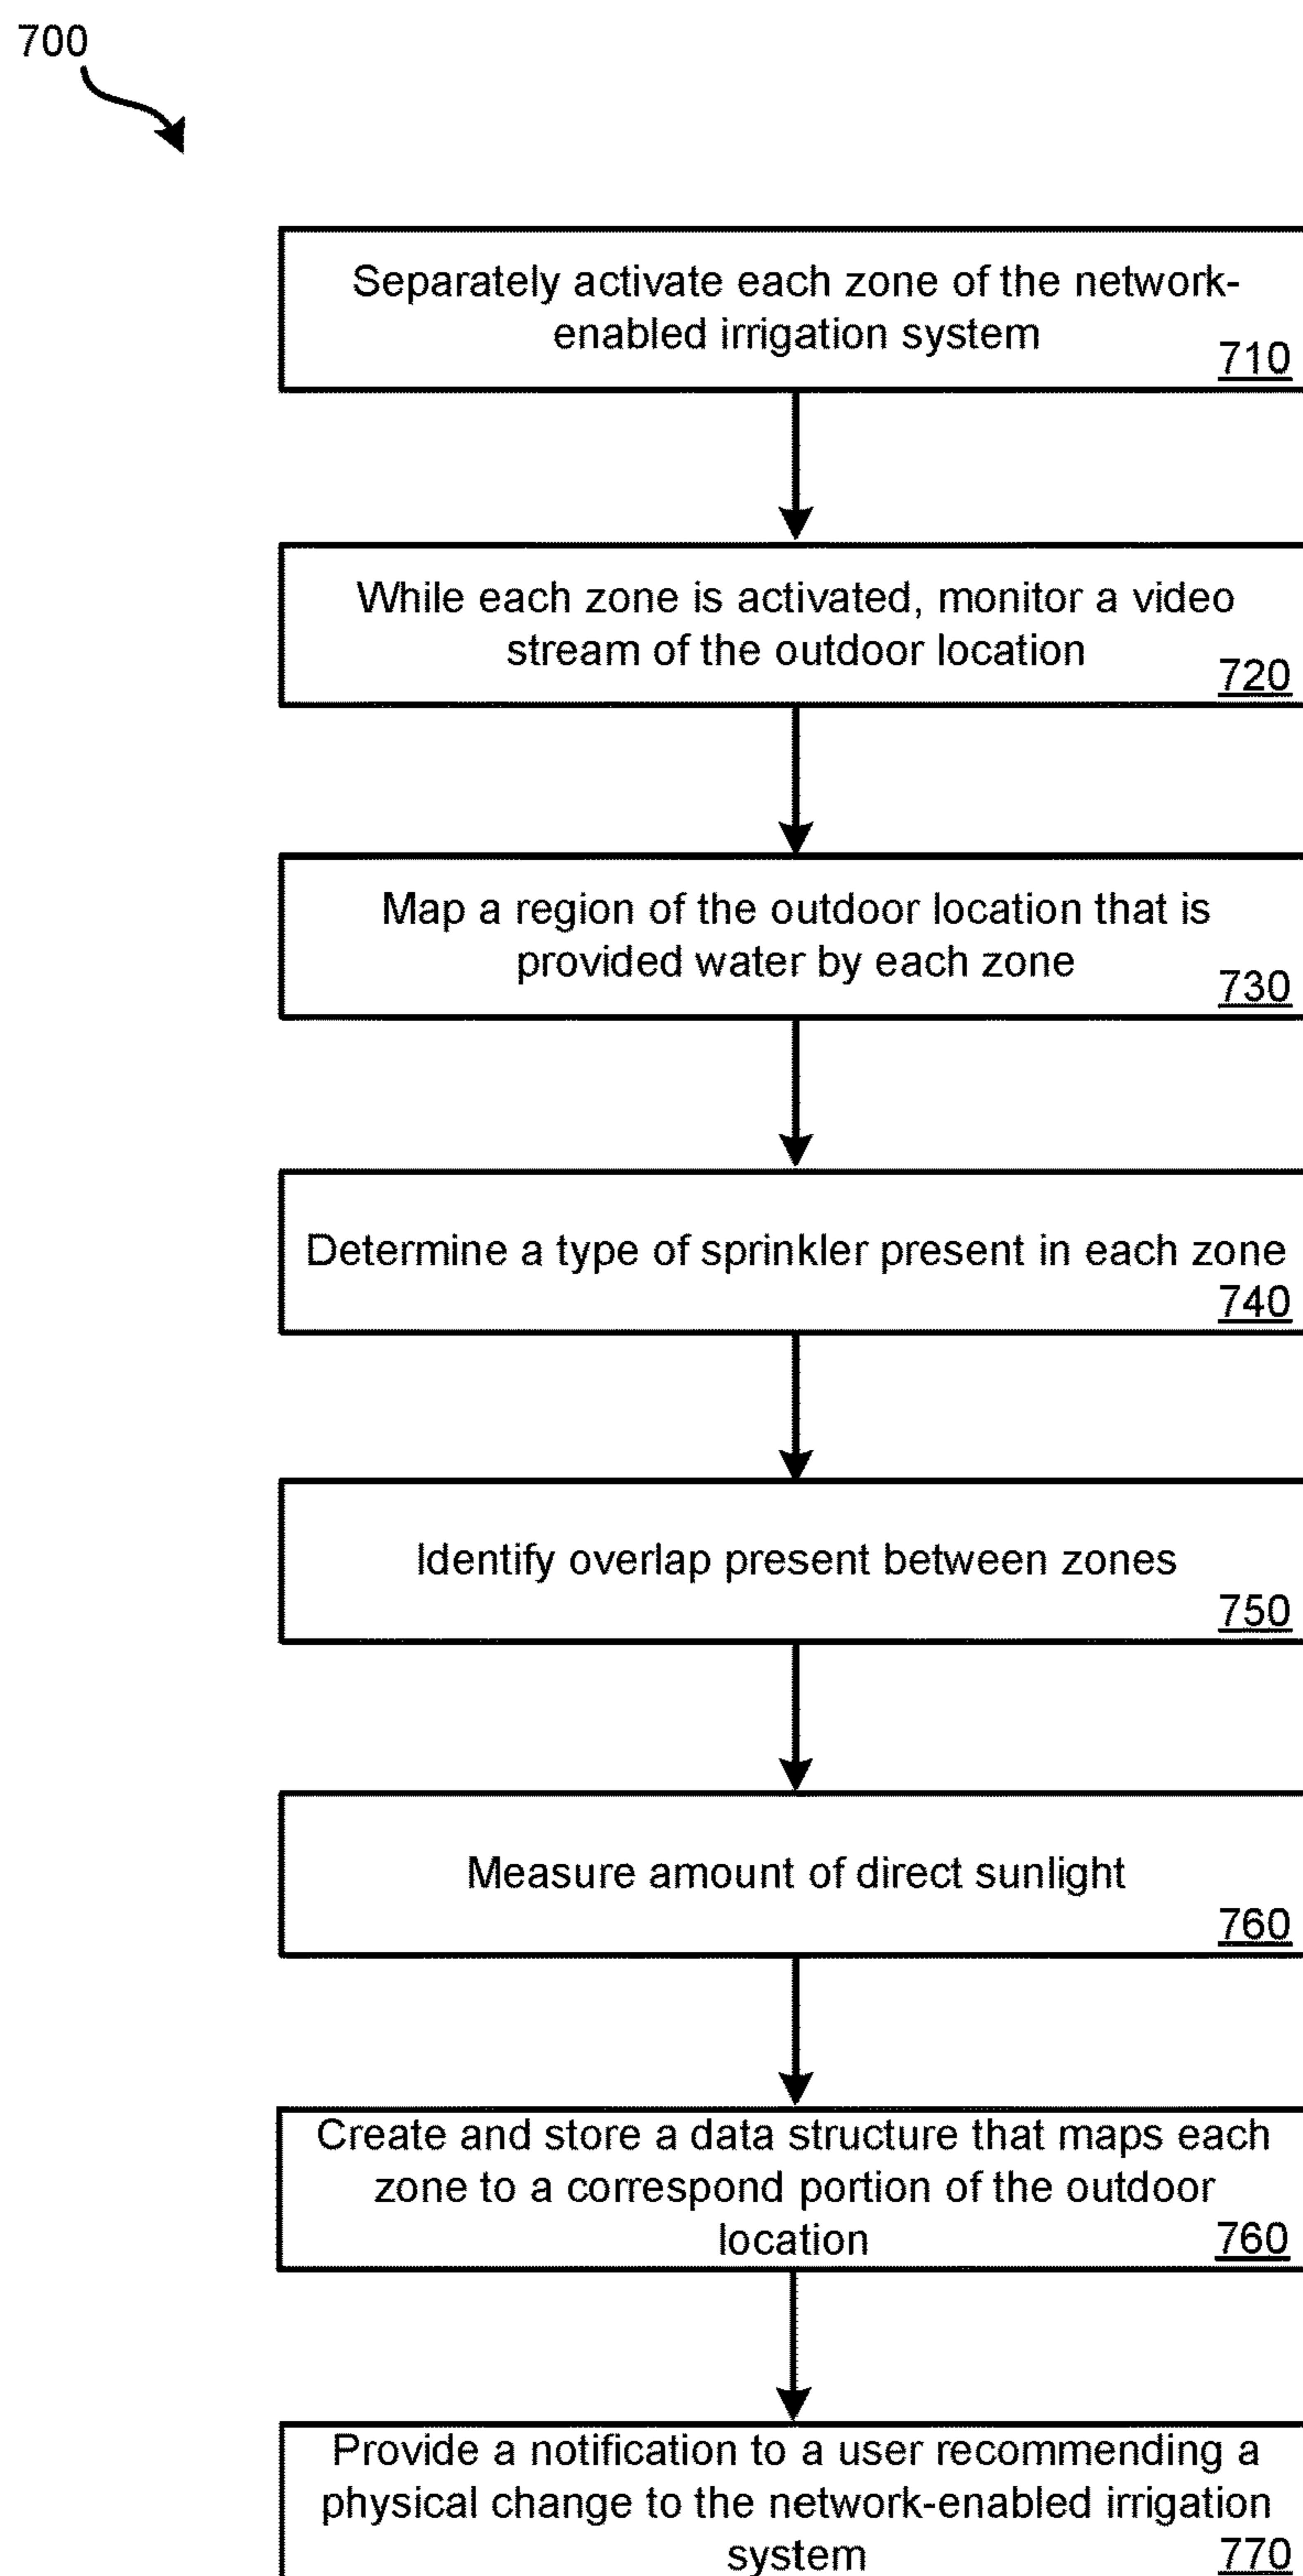 700
Separately activate each zone of the network-
enabled irrigation system
710
While each zone is activated, monitor a video
stream of the outdoor location
720
Map a region of the outdoor location that is
provided water by each zone
730
Determine a type of sprinkler present in each zone
740
Identify overlap present between zones
750
Measure amount of direct sunlight
760
Create and store a data structure that maps each
zone to a correspond portion of the outdoor
location
760
Provide a notification to a user recommending a
physical change to the network-enabled irrigation
system
770